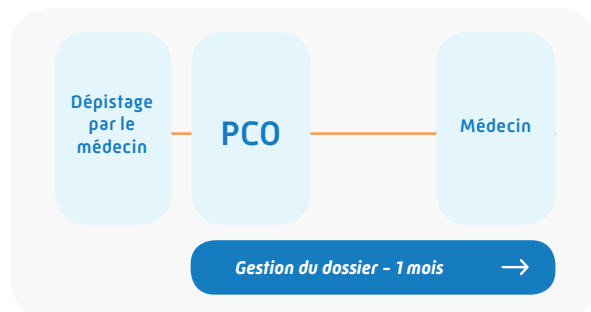 Dépistage
par le
médecin
PCO
Médecin
Gestion du dossier – 1 mois